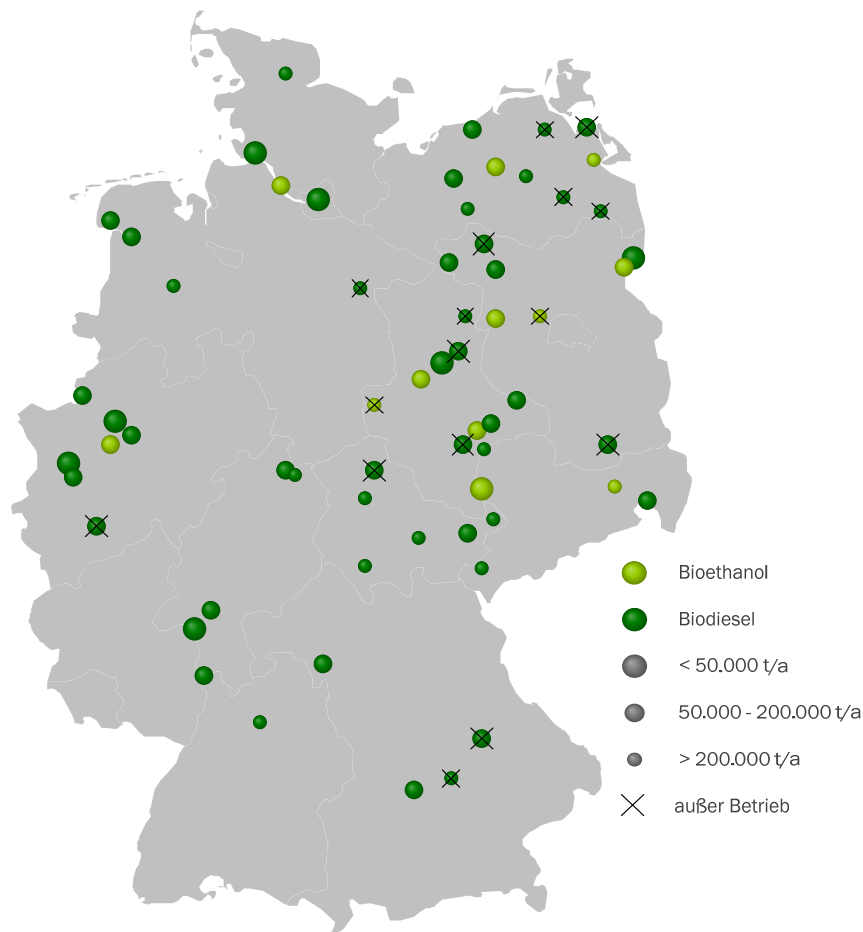 Bioethanol
Biodiesel
< 50.000 t/a
50.000 - 200.000 t/a
> 200.000 t/a
außer Betrieb